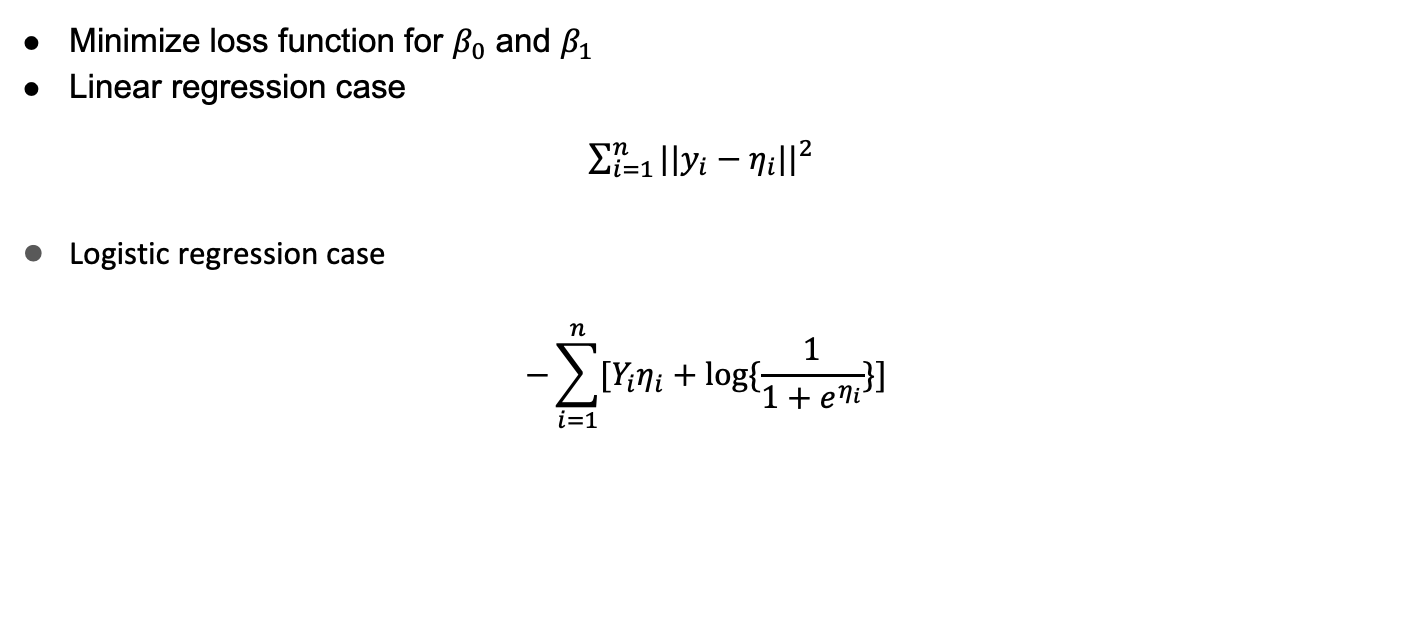 ● Minimize loss function for β₀ and β₁
● Linear regression case
Σⁿᵢ₌₁ ||yᵢ − ηᵢ||²
● Logistic regression case
−∑ⁿᵢ₌₁[Yᵢηᵢ + log{1/(1 + e^ηᵢ)}]